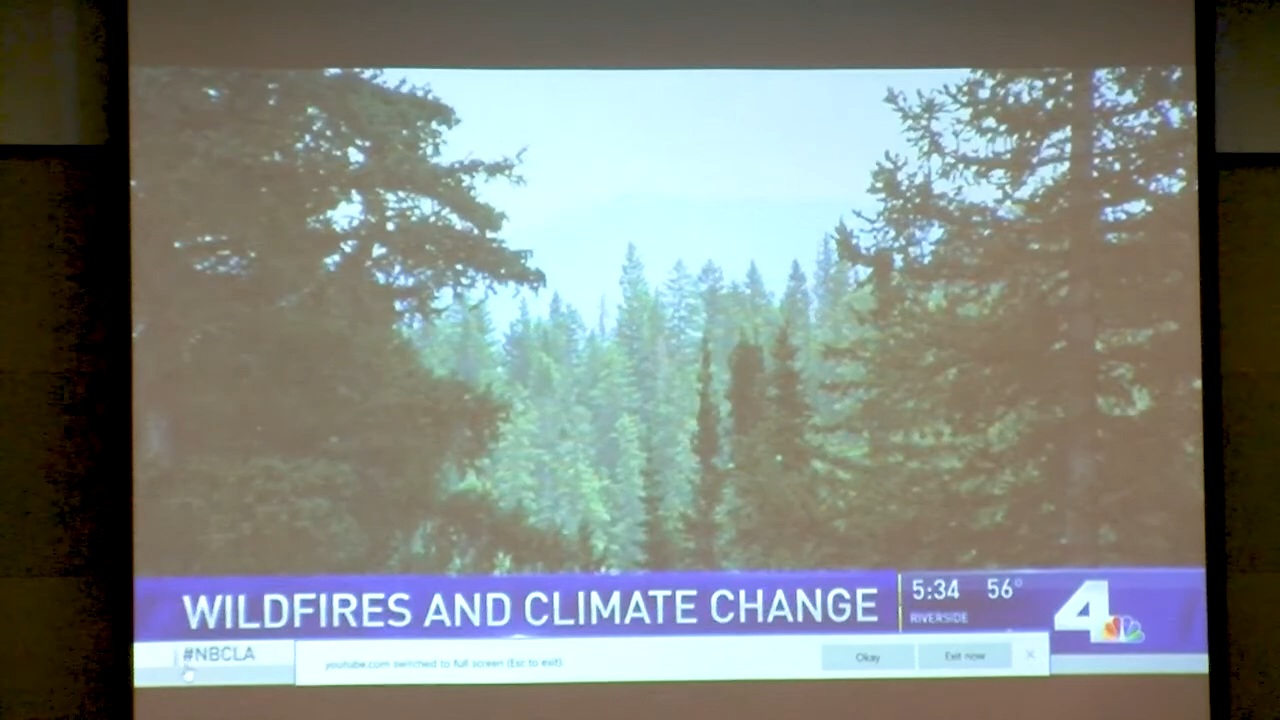 WILDFIRES AND CLIMATE CHANGE
5:34 56°
RIVERSIDE
4
#NBCLA
youtube.com switched to full screen (Esc to exit).
Okay
Exit now